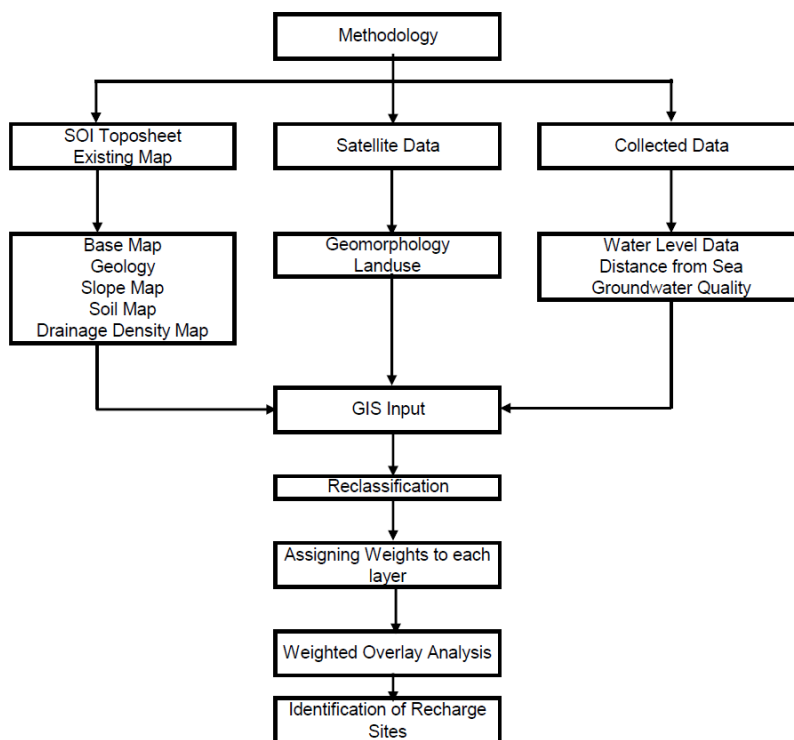 Methodology
SOI Toposheet
Existing Map
Satellite Data
Collected Data
Base Map
Geology
Slope Map
Soil Map
Drainage Density Map
Geomorphology
Landuse
Water Level Data
Distance from Sea
Groundwater Quality
GIS Input
Reclassification
Assigning Weights to each
layer
Weighted Overlay Analysis
Identification of Recharge
Sites